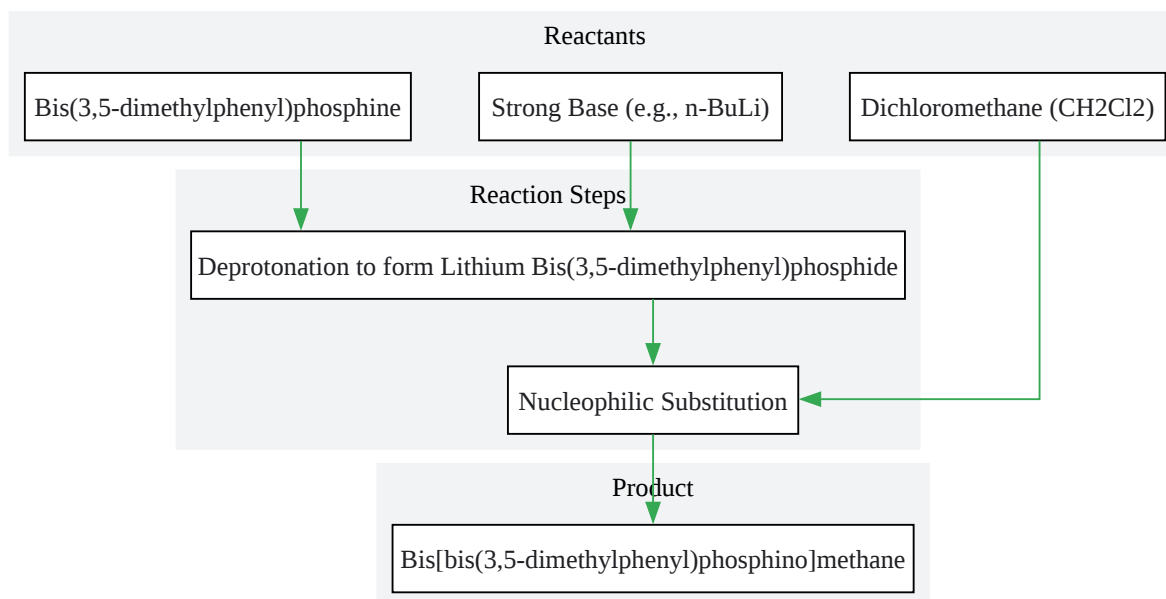 Reactants
Bis(3,5-dimethylphenyl)phosphine
Strong Base (e.g., n-BuLi)
Dichloromethane (CH2Cl2)
Reaction Steps
Deprotonation to form Lithium Bis(3,5-dimethylphenyl)phosphide
Nucleophilic Substitution
Product
Bis[bis(3,5-dimethylphenyl)phosphino]methane